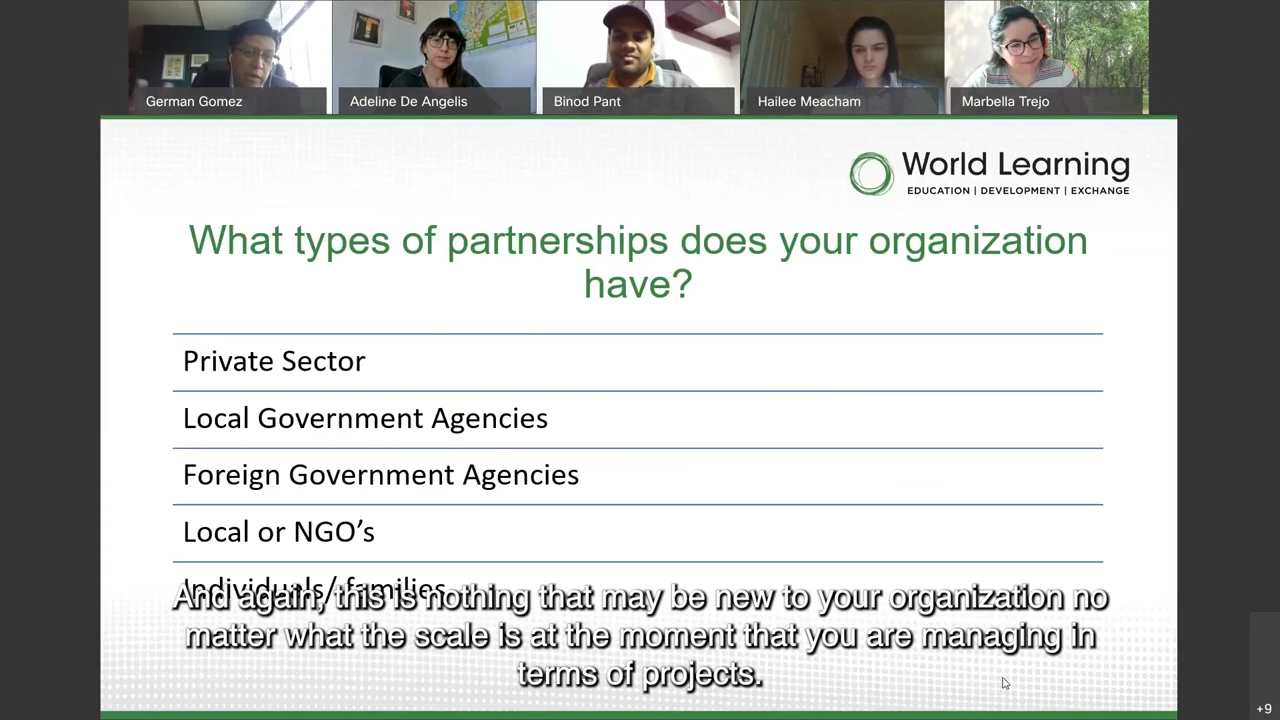 German Gomez
Adeline De Angelis
Binod Pant
Hailee Meacham
Marbella Trejo
World Learning
EDUCATION | DEVELOPMENT | EXCHANGE
What types of partnerships does your organization
have?
Private Sector
Local Government Agencies
Foreign Government Agencies
Local or NGO’s
Individuals/ families
And again, this is nothing that may be new to your organization no
matter what the scale is at the moment that you are managing in
terms of projects.
+9